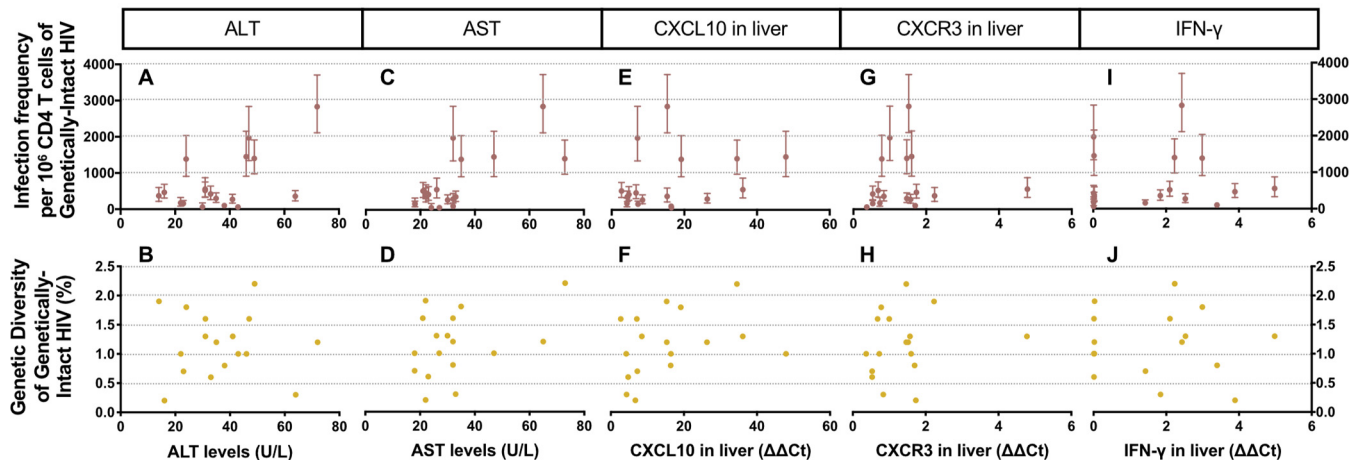 ALT AST CXCL10 in liver CXCR3 in liver IFN-γ
Infection frequency
per 10⁶ CD4 T cells of
Genetically-Intact HIV
4000
3000
2000
1000
0
A C E G I
4000
3000
2000
1000
0
0 20 40 60 80
0 20 40 60 80
0 20 40 60
0 2 4 6
0 2 4 6
Genetic Diversity
of Genetically-
Intact HIV (%)
2.5
2.0
1.5
1.0
0.5
0.0
B D F H J
2.5
2.0
1.5
1.0
0.5
0.0
0 20 40 60 80
0 20 40 60 80
0 20 40 60
0 2 4 6
0 2 4 6
ALT levels (U/L) AST levels (U/L) CXCL10 in liver (ΔΔCt) CXCR3 in liver (ΔΔCt) IFN-γ in liver (ΔΔCt)